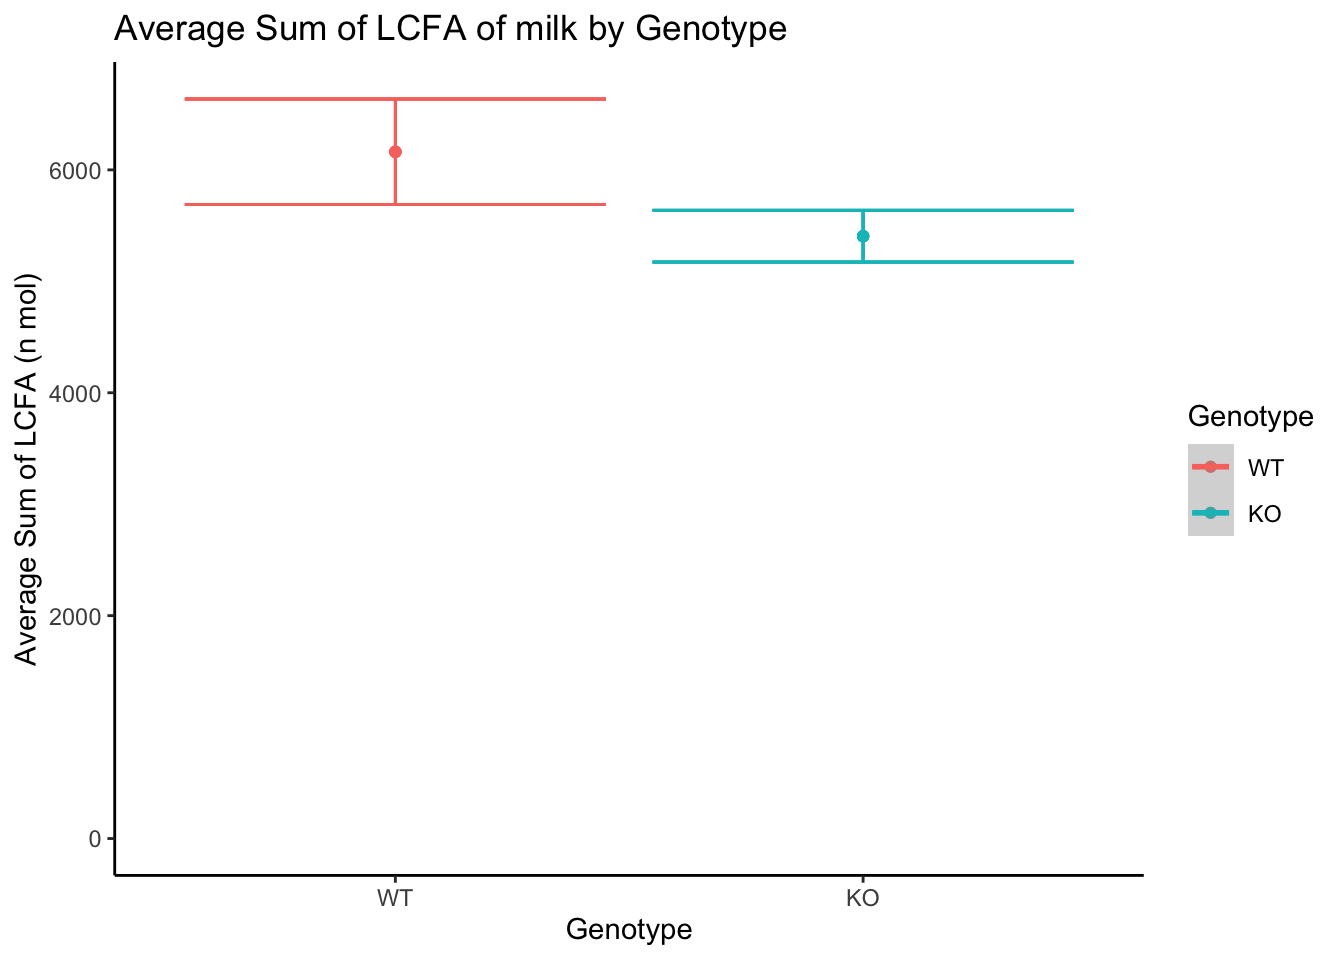 Average Sum of LCFA of milk by Genotype
Average Sum of LCFA (n mol)
6000
4000
2000
0
WT
KO
Genotype
Genotype
WT
KO